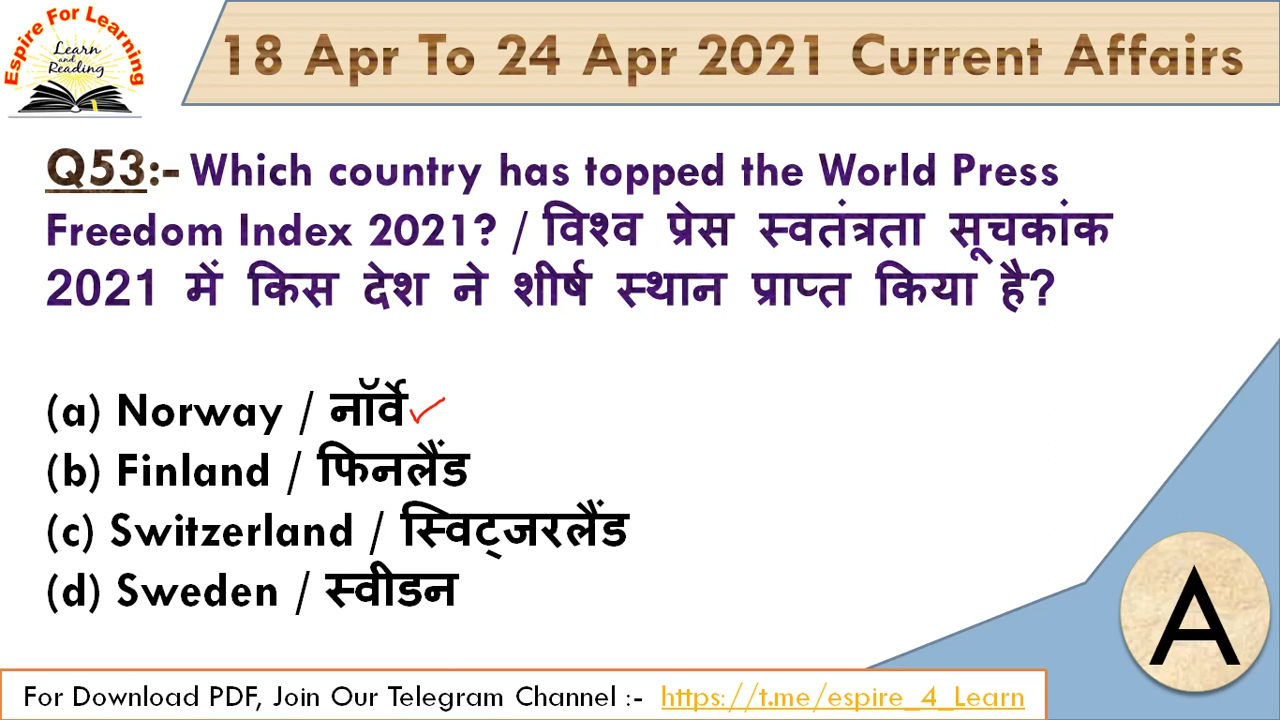 Espire For Learning
Learn
and
Reading
18 Apr To 24 Apr 2021 Current Affairs
Q53:- Which country has topped the World Press
Freedom Index 2021? / विश्व प्रेस स्वतंत्रता सूचकांक
2021 में किस देश ने शीर्ष स्थान प्राप्त किया है?
(a) Norway / नॉर्वे
(b) Finland / फिनलैंड
(c) Switzerland / स्विट्जरलैंड
(d) Sweden / स्वीडन
A
For Download PDF, Join Our Telegram Channel :- https://t.me/espire_4_Learn